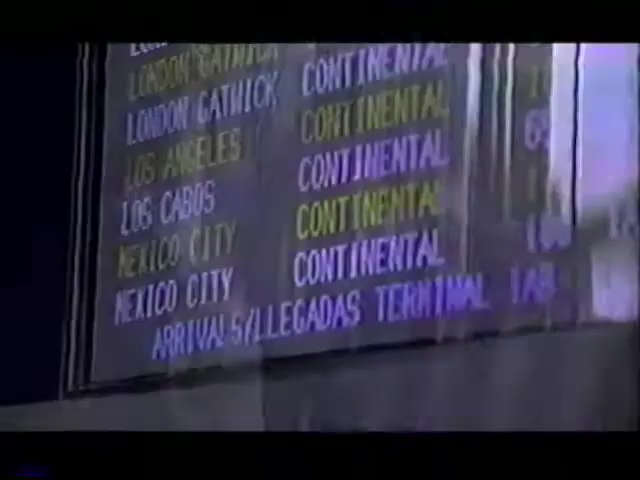 LONDON GATWICK CONTINENTAL
LONDON GATWICK CONTINENTAL
LOS ANGELES CONTINENTAL
LOS CABOS CONTINENTAL
MEXICO CITY CONTINENTAL
MEXICO CITY
ARRIVALS/LLEGADAS TERMINAL IAB